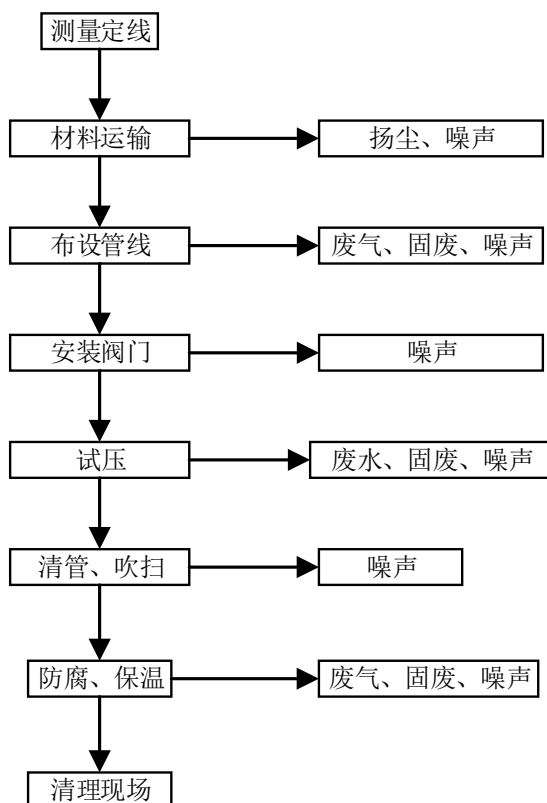 测量定线
材料运输
扬尘、噪声
布设管线
废气、固废、噪声
安装阀门
噪声
试压
废水、固废、噪声
清管、吹扫
噪声
防腐、保温
废气、固废、噪声
清理现场